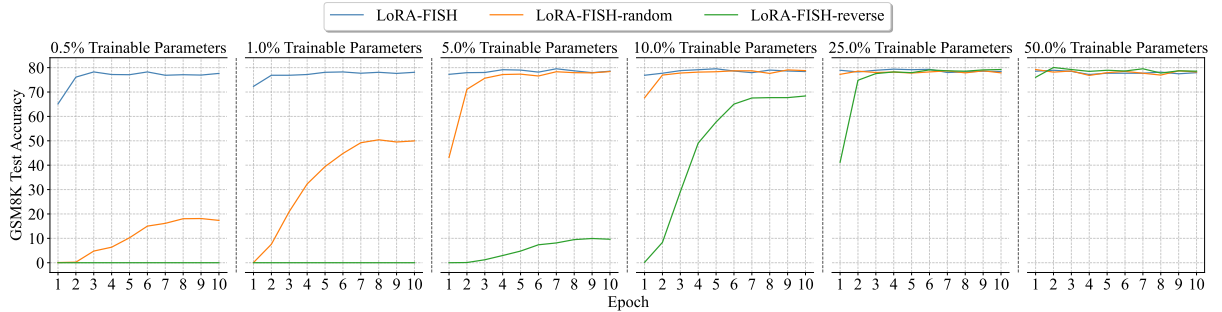 LoRA-FISH LoRA-FISH-random LoRA-FISH-reverse
0.5% Trainable Parameters 1.0% Trainable Parameters 5.0% Trainable Parameters 10.0% Trainable Parameters 25.0% Trainable Parameters 50.0% Trainable Parameters
GSM8K Test Accuracy
80
70
60
50
40
30
20
10
0
1 2 3 4 5 6 7 8 9 10 1 2 3 4 5 6 7 8 9 10 1 2 3 4 5 6 7 8 9 10 1 2 3 4 5 6 7 8 9 10 1 2 3 4 5 6 7 8 9 10 1 2 3 4 5 6 7 8 9 10
Epoch